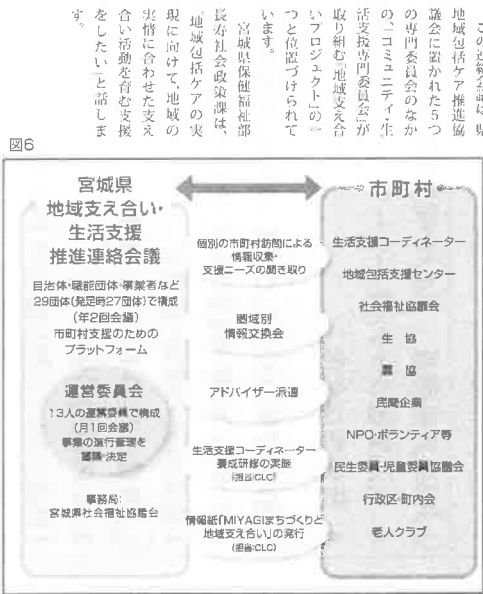 この連絡会議は、県
地域包括ケア推進協
議会に置かれた5つ
の専門委員会のなか
の、「コミュニティ・生
活支援専門委員会」が
取り組む「地域支え合
いプロジェクト」の一
つと位置づけられて
います。
宮城県保健福祉部
長寿社会政策課は、
「地域包括ケアの実
現に向けて、地域の
実情に合わせた支え
合い活動を育む支援
をしたい」と話しま
す。
図6
宮城県
地域支え合い・
生活支援
推進連絡会議
自治体・職能団体・事業者など
29団体(発足時27団体)で構成
(年2回会議)
市町村支援のための
プラットフォーム
運営委員会
13人の運営委員で構成
(月1回会議)
事業の進行管理を
協議・決定
事務局:
宮城県社会福祉協議会
個別の市町村訪問による
情報収集・
支援ニーズの聞き取り
圏域別
情報交換会
アドバイザー派遣
生活支援コーディネーター
養成研修の実施
(担当:CLC)
情報紙「MIYAGIまちづくりと
地域支え合い」の発行
(担当:CLC)
市町村
生活支援コーディネーター
地域包括支援センター
社会福祉協議会
生 協
農 協
民間企業
NPO・ボランティア等
民生委員・児童委員協議会
行政区・町内会
老人クラブ